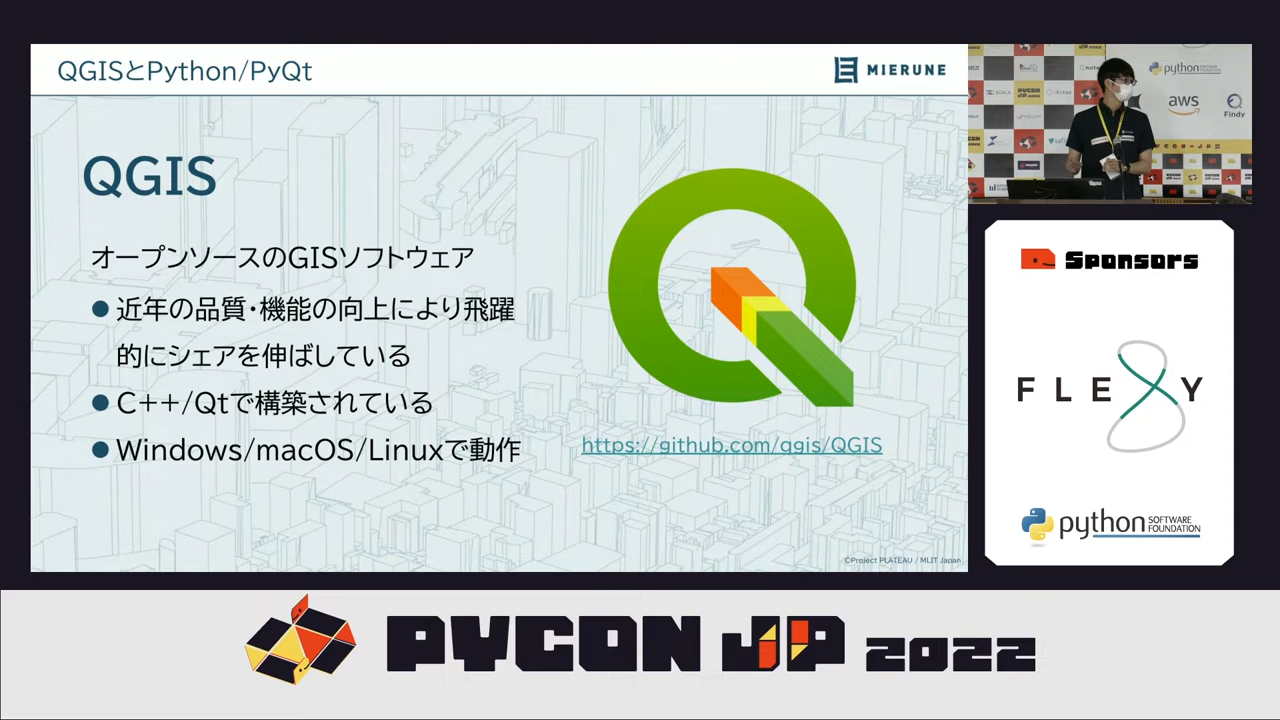 QGISとPython/PyQt
MIERUNE
QGIS
オープンソースのGISソフトウェア
● 近年の品質・機能の向上により飛躍
的にシェアを伸ばしている
● C++/Qtで構築されている
● Windows/macOS/Linuxで動作
https://github.com/qgis/QGIS
©Project PLATEAU / MLIT Japan
python
aws
Findy
Sponsors
FLEXY
python SOFTWARE
FOUNDATION
PYCON JP 2022